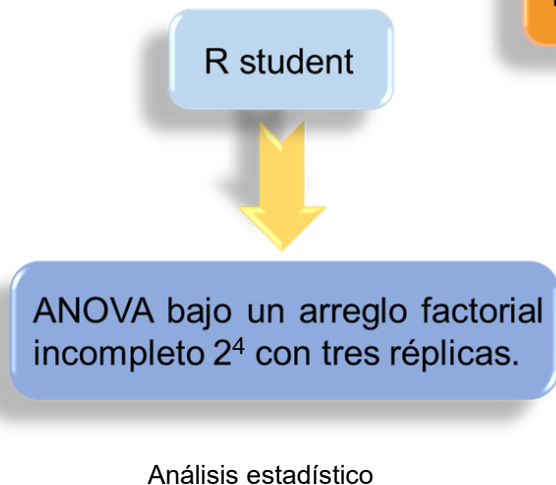 R student
ANOVA bajo un arreglo factorial
incompleto 2⁴ con tres réplicas.
Análisis estadístico